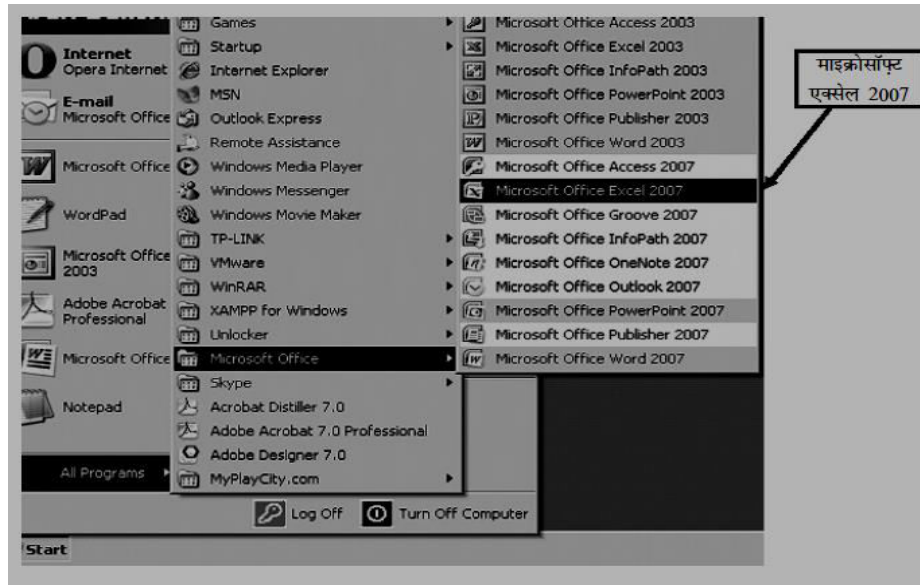 Internet
Opera Internet
E-mail
Microsoft Office
Microsoft Office
WordPad
Microsoft Office
2003
Adobe Acrobat
Professional
Microsoft Office
Notepad
All Programs
Games
Startup
Internet Explorer
MSN
Outlook Express
Remote Assistance
Windows Media Player
Windows Messenger
Windows Movie Maker
TP-LINK
VMware
WinRAR
XAMPP for Windows
Unlocker
Microsoft Office
Skype
Acrobat Distiller 7.0
Adobe Acrobat 7.0 Professional
Adobe Designer 7.0
MyPlayCity.com
Microsoft Office Access 2003
Microsoft Office Excel 2003
Microsoft Office InfoPath 2003
Microsoft Office PowerPoint 2003
Microsoft Office Publisher 2003
Microsoft Office Word 2003
Microsoft Office Access 2007
Microsoft Office Excel 2007
Microsoft Office Groove 2007
Microsoft Office InfoPath 2007
Microsoft Office OneNote 2007
Microsoft Office Outlook 2007
Microsoft Office PowerPoint 2007
Microsoft Office Publisher 2007
Microsoft Office Word 2007
माइक्रोसॉफ़्ट
एक्सेल 2007
Log Off
Turn Off Computer
Start